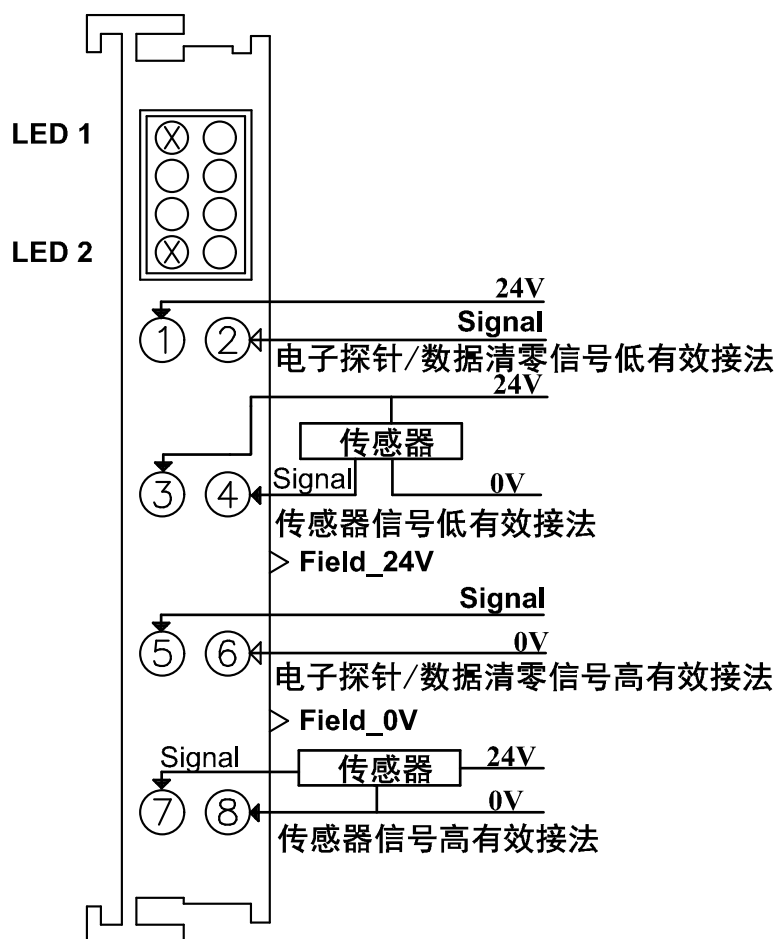 LED 1
LED 2
24V
① ② Signal
电子探针/数据清零信号低有效接法
24V
传感器
③ ④ Signal 0V
传感器信号低有效接法
Field_24V
Signal
⑤ ⑥ 0V
电子探针/数据清零信号高有效接法
Field_0V
Signal 传感器 24V
⑦ ⑧ 0V
传感器信号高有效接法